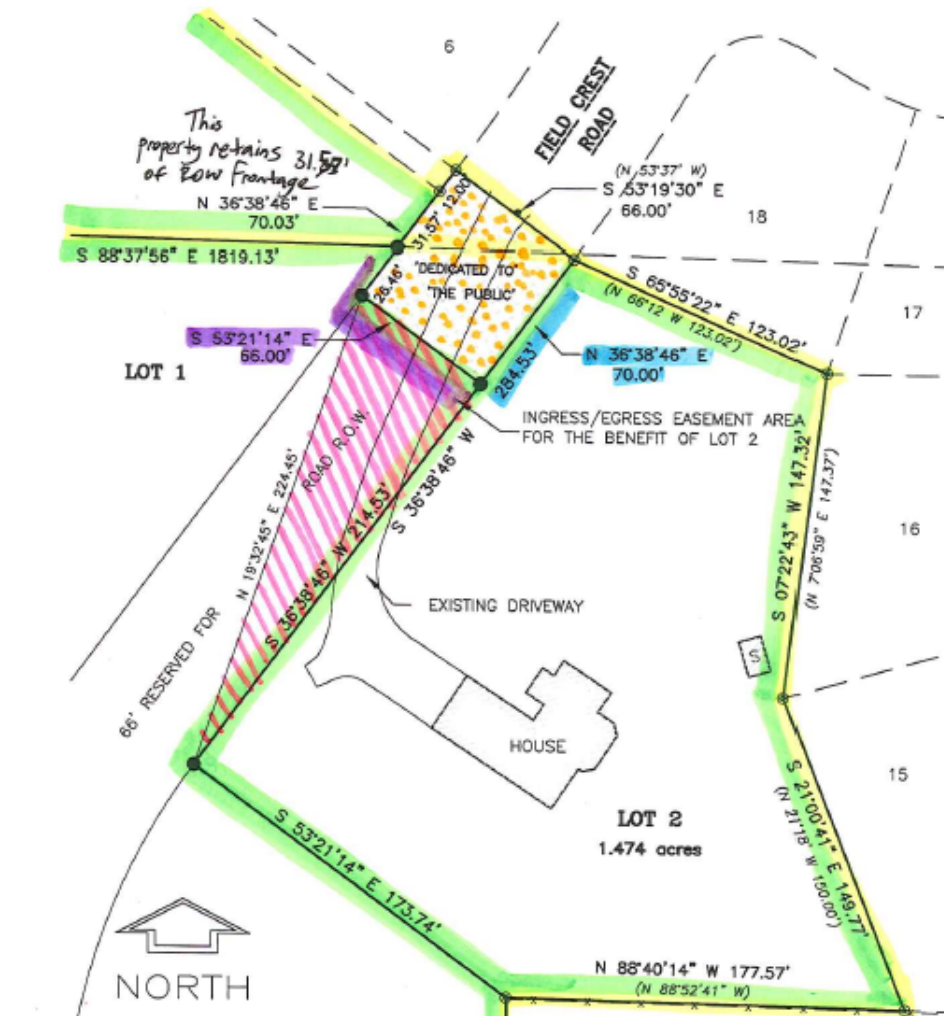 6
FIELD CREST
ROAD
This
property retains 31.57'
of Row Frontage
(N 53°37' W)
S 53°19'30" E
66.00'
N 36°38'46" E
70.03'
18
12.00
31.57'
S 88°37'56" E 1819.13'
"DEDICATED TO
THE PUBLIC"
26.46'
S 65°55'22" E 123.02'
(N 66°12 W 123.02')
17
S 53°21'14" E
66.00'
LOT 1
N 36°38'46" E
70.00'
284.53'
INGRESS/EGRESS EASEMENT AREA
FOR THE BENEFIT OF LOT 2
S 36°38'46" W
ROAD R.O.W.
N 19°32'45" E 224.45'
S 36°38'46" W 214.53'
S 07°22'43" W 147.32'
(N 7°06'59" E 147.37')
16
EXISTING DRIVEWAY
66' RESERVED FOR
S
HOUSE
15
LOT 2
1.474 acres
S 21°00'41" E 149.77'
(N 21°18' W 150.00')
S 53°21'14" E 173.74'
NORTH
N 88°40'14" W 177.57'
(N 88°52'41" W)